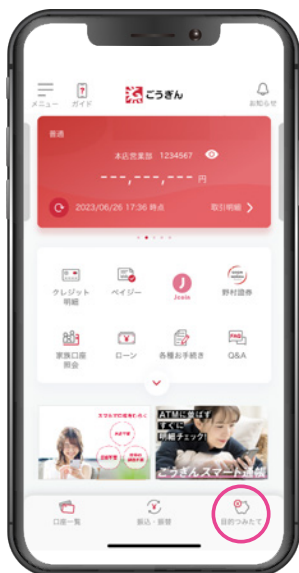 ごうぎん
メニュー ガイド お知らせ
普通
本店営業部 1234567
---,---,--- 円
2023/06/26 17:36 時点 取引明細
クレジット明細 ペイジー Josie 野村證券
家族口座照会 ローン 各種お手続き Q&A
FAQ
ATMに並ばず
すぐに
明細チェック!
ごうぎんスマート通帳
口座一覧 振込・振替 目的つみたて